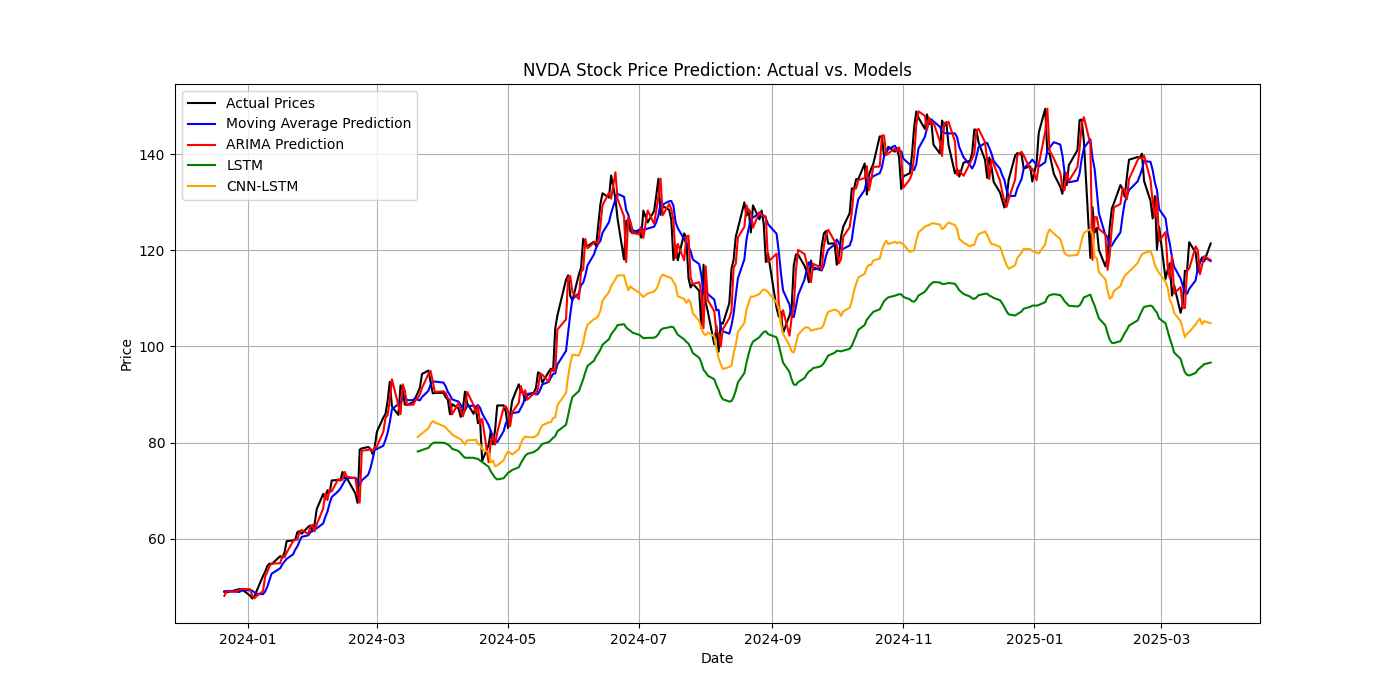 NVDA Stock Price Prediction: Actual vs. Models
Actual Prices
Moving Average Prediction
ARIMA Prediction
LSTM
CNN-LSTM
Price
140
120
100
80
60
2024-01
2024-03
2024-05
2024-07
2024-09
2024-11
2025-01
2025-03
Date